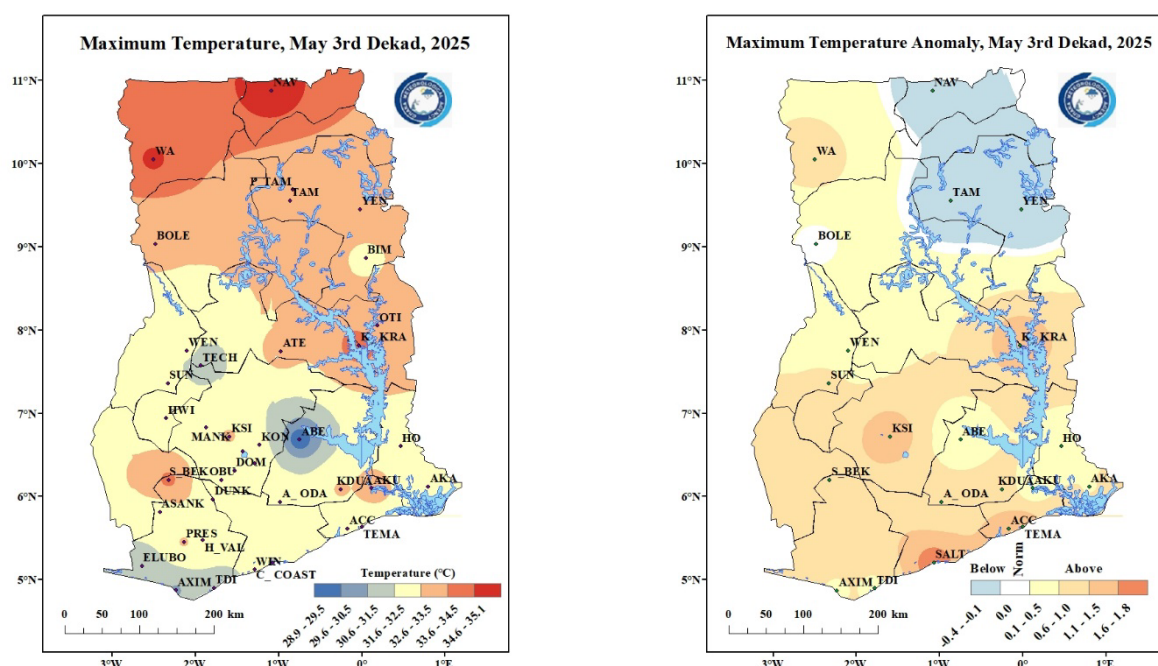 Maximum Temperature, May 3rd Dekad, 2025
11°N
10°N
9°N
8°N
7°N
6°N
5°N
NAV
WA
P_TAM
TAM
YEN
BOLE
BIM
OTI
K_KRA
ATE
WEN
TECH
SUN
HWI
MANK
KSI
KON
ABE
HO
DOM
S_BEK
OBU
KDUA
AKU
AKA
DUNK
A_ODA
ASANK
ACC
TEMA
PRES
H_VAL
ELUBO
WIN
C_COAST
AXIM
TDI
Temperature (°C)
28.9 - 29.5
29.6 - 30.5
30.6 - 31.5
31.6 - 32.5
32.6 - 33.5
33.6 - 34.5
34.6 - 35.1
0 100 200 km
3°W 2°W 1°W 0° 1°E
Maximum Temperature Anomaly, May 3rd Dekad, 2025
11°N
10°N
9°N
8°N
7°N
6°N
5°N
NAV
WA
TAM
YEN
BOLE
K_KRA
WEN
SUN
KSI
ABE
HO
S_BEK
KDUA
AKU
AKA
A_ODA
ACC
TEMA
SALT
AXIM
TDI
Below Norm Above
-0.4 - -0.1
0.0
0.1 - 0.5
0.6 - 1.0
1.1 - 1.5
1.6 - 1.8
0 100 200 km
3°W 2°W 1°W 0° 1°E